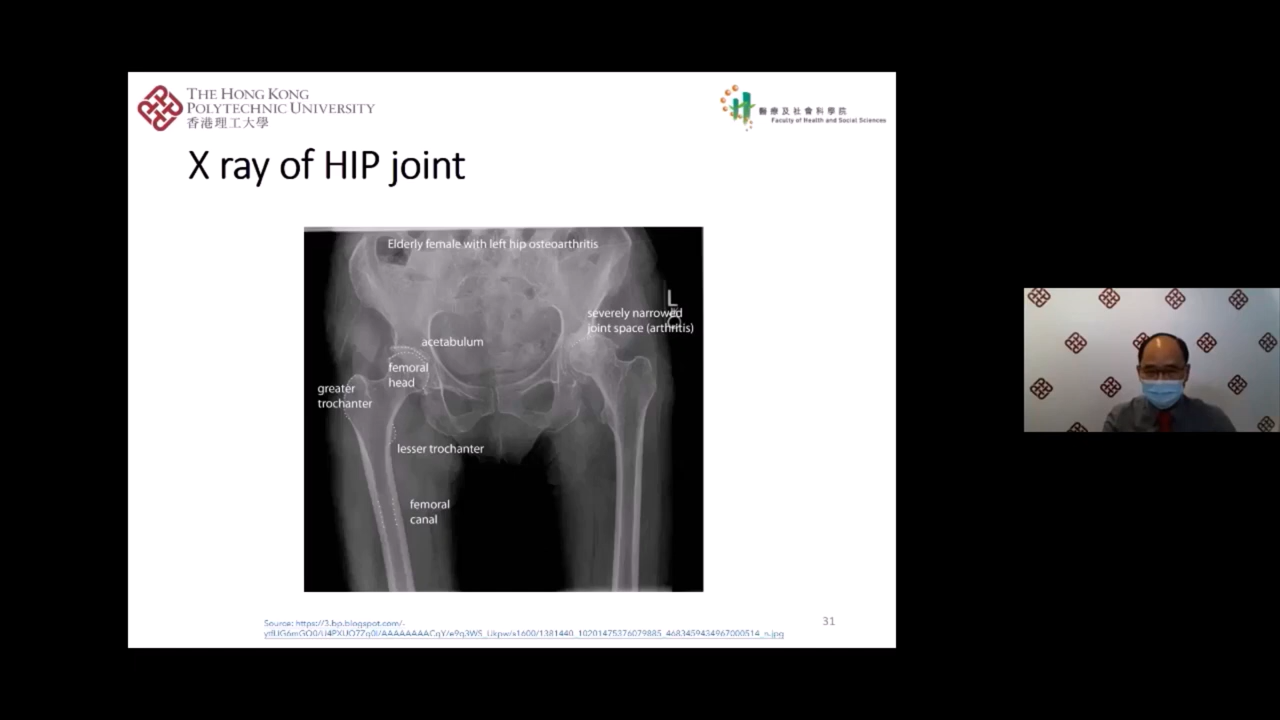 THE HONG KONG
POLYTECHNIC UNIVERSITY
香港理工大學
醫療及社會科學院
Faculty of Health and Social Sciences
X ray of HIP joint
Elderly female with left hip osteoarthritis
L
severely narrowed
joint space (arthritis)
acetabulum
femoral
head
greater
trochanter
lesser trochanter
femoral
canal
Source: https://3.bp.blogspot.com/-
31